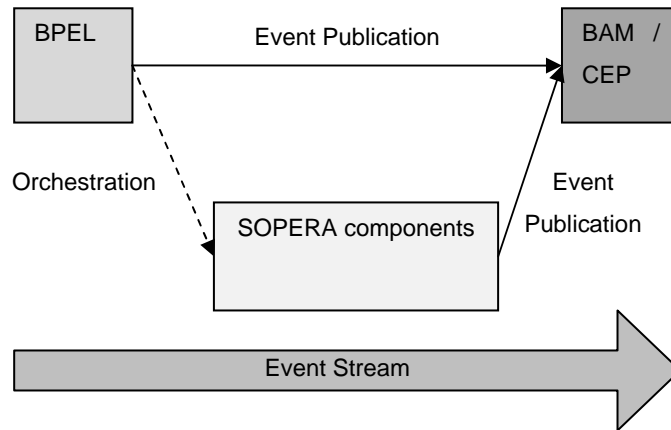 BPEL
Event Publication
BAM /
CEP
Orchestration
Event
Publication
SOPERA components
Event Stream